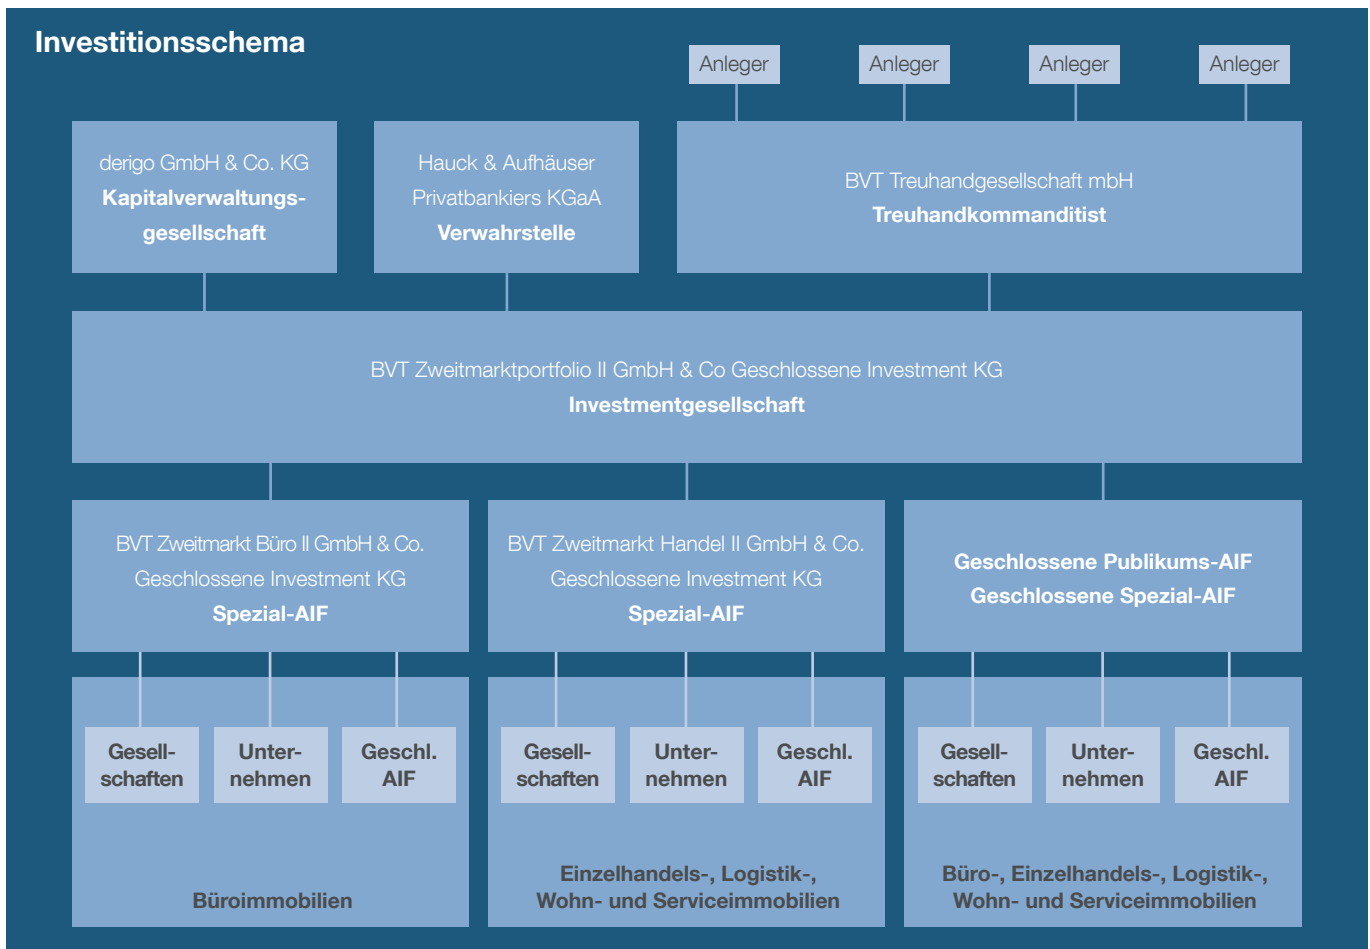 Investitionsschema
Anleger
Anleger
Anleger
Anleger
derigo GmbH & Co. KG
Kapitalverwaltungs-
gesellschaft
Hauck & Aufhäuser
Privatbankiers KGaA
Verwahrstelle
BVT Treuhandgesellschaft mbH
Treuhandkommanditist
BVT Zweitmarktportfolio II GmbH & Co Geschlossene Investment KG
Investmentgesellschaft
BVT Zweitmarkt Büro II GmbH & Co.
Geschlossene Investment KG
Spezial-AIF
BVT Zweitmarkt Handel II GmbH & Co.
Geschlossene Investment KG
Spezial-AIF
Geschlossene Publikums-AIF
Geschlossene Spezial-AIF
Gesell-
schaften
Unter-
nehmen
Geschl.
AIF
Büroimmobilien
Gesell-
schaften
Unter-
nehmen
Geschl.
AIF
Einzelhandels-, Logistik-,
Wohn- und Serviceimmobilien
Gesell-
schaften
Unter-
nehmen
Geschl.
AIF
Büro-, Einzelhandels-, Logistik-,
Wohn- und Serviceimmobilien